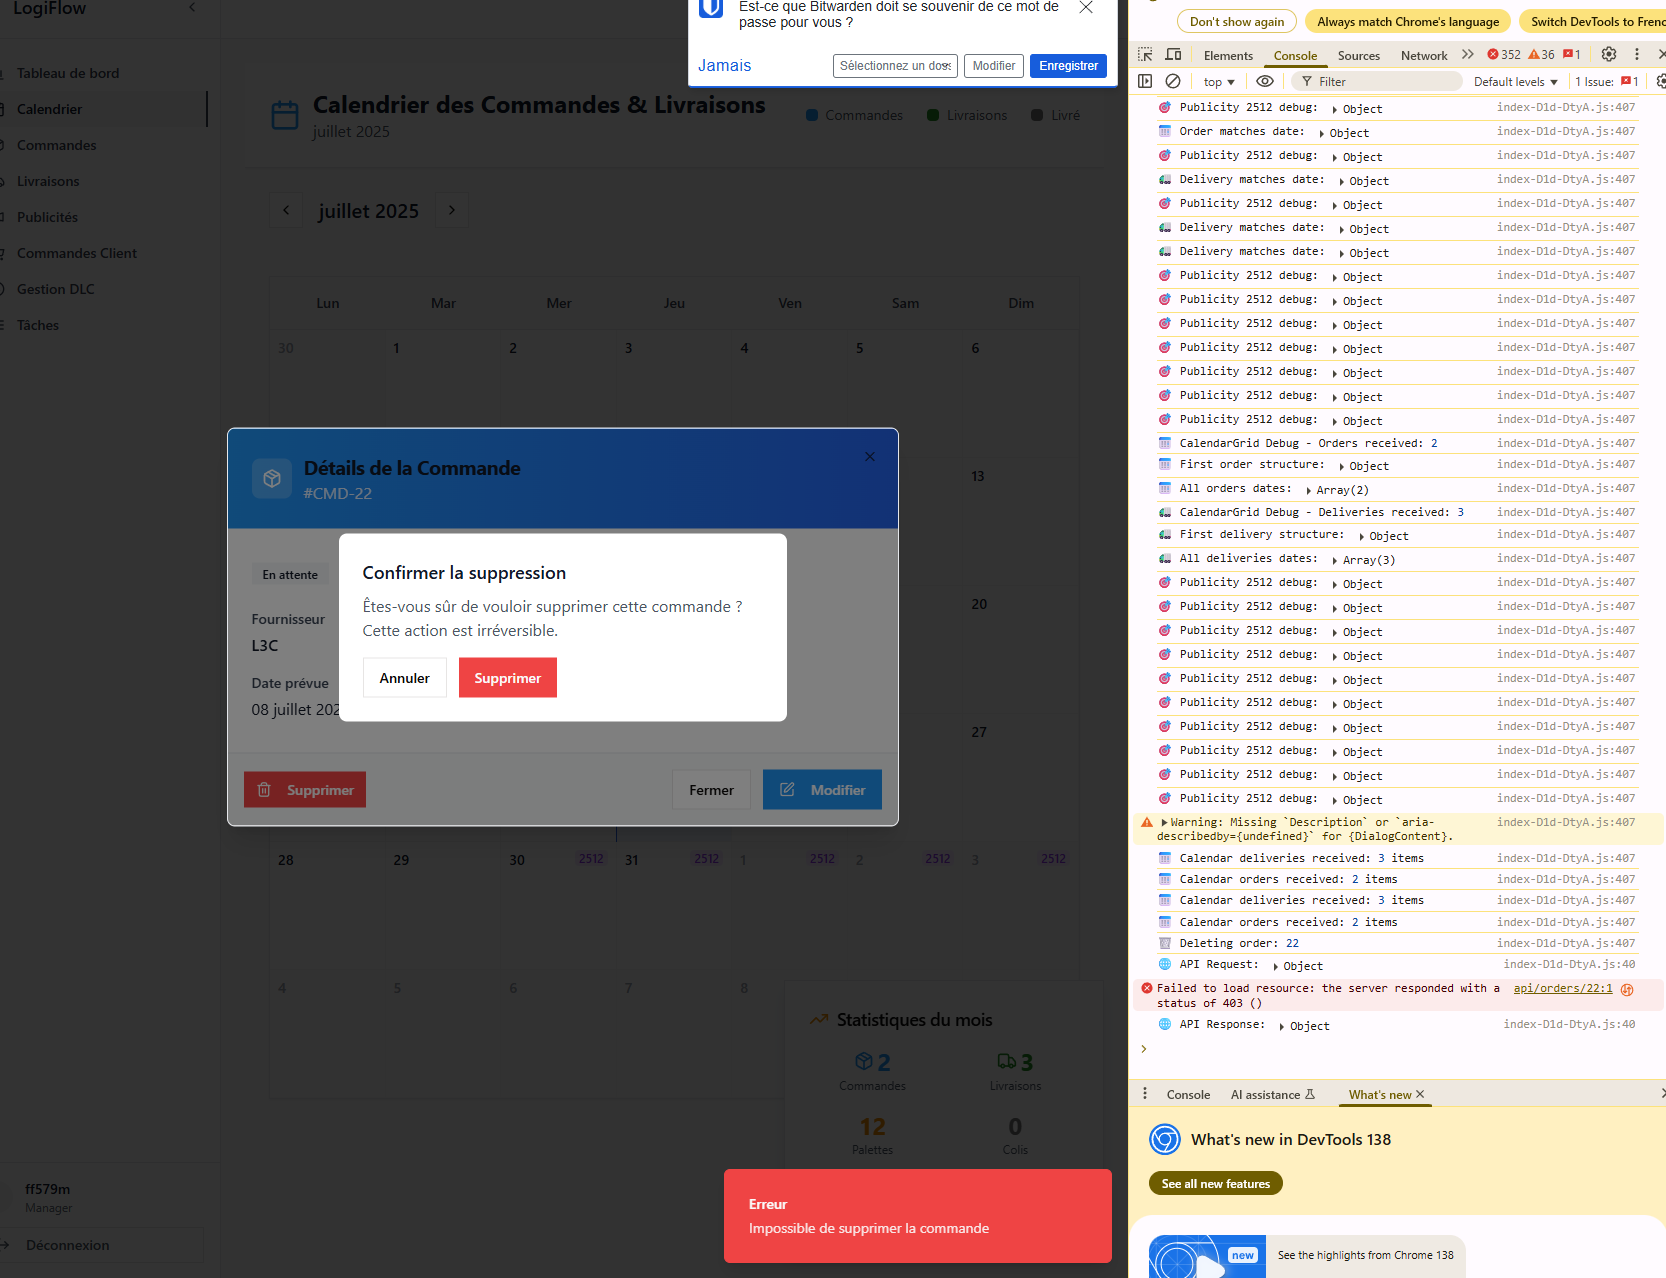 LogiFlow
Tableau de bord
Calendrier
Commandes
Livraisons
Publicités
Commandes Client
Gestion DLC
Tâches
ff579m
Manager
Déconnexion
Est-ce que Bitwarden doit se souvenir de ce mot de
passe pour vous ?
Jamais
Sélectionnez un dos
Modifier
Enregistrer
Calendrier des Commandes & Livraisons
juillet 2025
Commandes
Livraisons
Livré
juillet 2025
Lun Mar Mer Jeu Ven Sam Dim
30 1 2 3 4 5 6
13
20
27
28 29 30 2512 31 2512 1 2512 2 2512 3 2512
4 5 6 7 8
Détails de la Commande
#CMD-22
En attente
Fournisseur
L3C
Date prévue
08 juillet 202
Confirmer la suppression
Êtes-vous sûr de vouloir supprimer cette commande ?
Cette action est irréversible.
Annuler
Supprimer
Supprimer
Fermer
Modifier
Statistiques du mois
2 3
Commandes Livraisons
12 0
Palettes Colis
Erreur
Impossible de supprimer la commande
Don't show again
Always match Chrome's language
Switch DevTools to Frenc
Elements Console Sources Network 352 36 1
top Filter Default levels 1 Issue: 1
Publicity 2512 debug: Object index-D1d-DtyA.js:407
Order matches date: Object index-D1d-DtyA.js:407
Publicity 2512 debug: Object index-D1d-DtyA.js:407
Delivery matches date: Object index-D1d-DtyA.js:407
Publicity 2512 debug: Object index-D1d-DtyA.js:407
Delivery matches date: Object index-D1d-DtyA.js:407
Delivery matches date: Object index-D1d-DtyA.js:407
Publicity 2512 debug: Object index-D1d-DtyA.js:407
Publicity 2512 debug: Object index-D1d-DtyA.js:407
Publicity 2512 debug: Object index-D1d-DtyA.js:407
Publicity 2512 debug: Object index-D1d-DtyA.js:407
Publicity 2512 debug: Object index-D1d-DtyA.js:407
Publicity 2512 debug: Object index-D1d-DtyA.js:407
Publicity 2512 debug: Object index-D1d-DtyA.js:407
CalendarGrid Debug - Orders received: 2 index-D1d-DtyA.js:407
First order structure: Object index-D1d-DtyA.js:407
All orders dates: Array(2) index-D1d-DtyA.js:407
CalendarGrid Debug - Deliveries received: 3 index-D1d-DtyA.js:407
First delivery structure: Object index-D1d-DtyA.js:407
All deliveries dates: Array(3) index-D1d-DtyA.js:407
Publicity 2512 debug: Object index-D1d-DtyA.js:407
Publicity 2512 debug: Object index-D1d-DtyA.js:407
Publicity 2512 debug: Object index-D1d-DtyA.js:407
Publicity 2512 debug: Object index-D1d-DtyA.js:407
Publicity 2512 debug: Object index-D1d-DtyA.js:407
Publicity 2512 debug: Object index-D1d-DtyA.js:407
Publicity 2512 debug: Object index-D1d-DtyA.js:407
Publicity 2512 debug: Object index-D1d-DtyA.js:407
Publicity 2512 debug: Object index-D1d-DtyA.js:407
Publicity 2512 debug: Object index-D1d-DtyA.js:407
Warning: Missing `Description` or `aria- index-D1d-DtyA.js:407
describedby={undefined}` for {DialogContent}.
Calendar deliveries received: 3 items index-D1d-DtyA.js:407
Calendar orders received: 2 items index-D1d-DtyA.js:407
Calendar deliveries received: 3 items index-D1d-DtyA.js:407
Calendar orders received: 2 items index-D1d-DtyA.js:407
Deleting order: 22 index-D1d-DtyA.js:407
API Request: Object index-D1d-DtyA.js:40
Failed to load resource: the server responded with a api/orders/22:1
status of 403 ()
API Response: Object index-D1d-DtyA.js:40
Console AI assistance What's new
What's new in DevTools 138
See all new features
new
See the highlights from Chrome 138